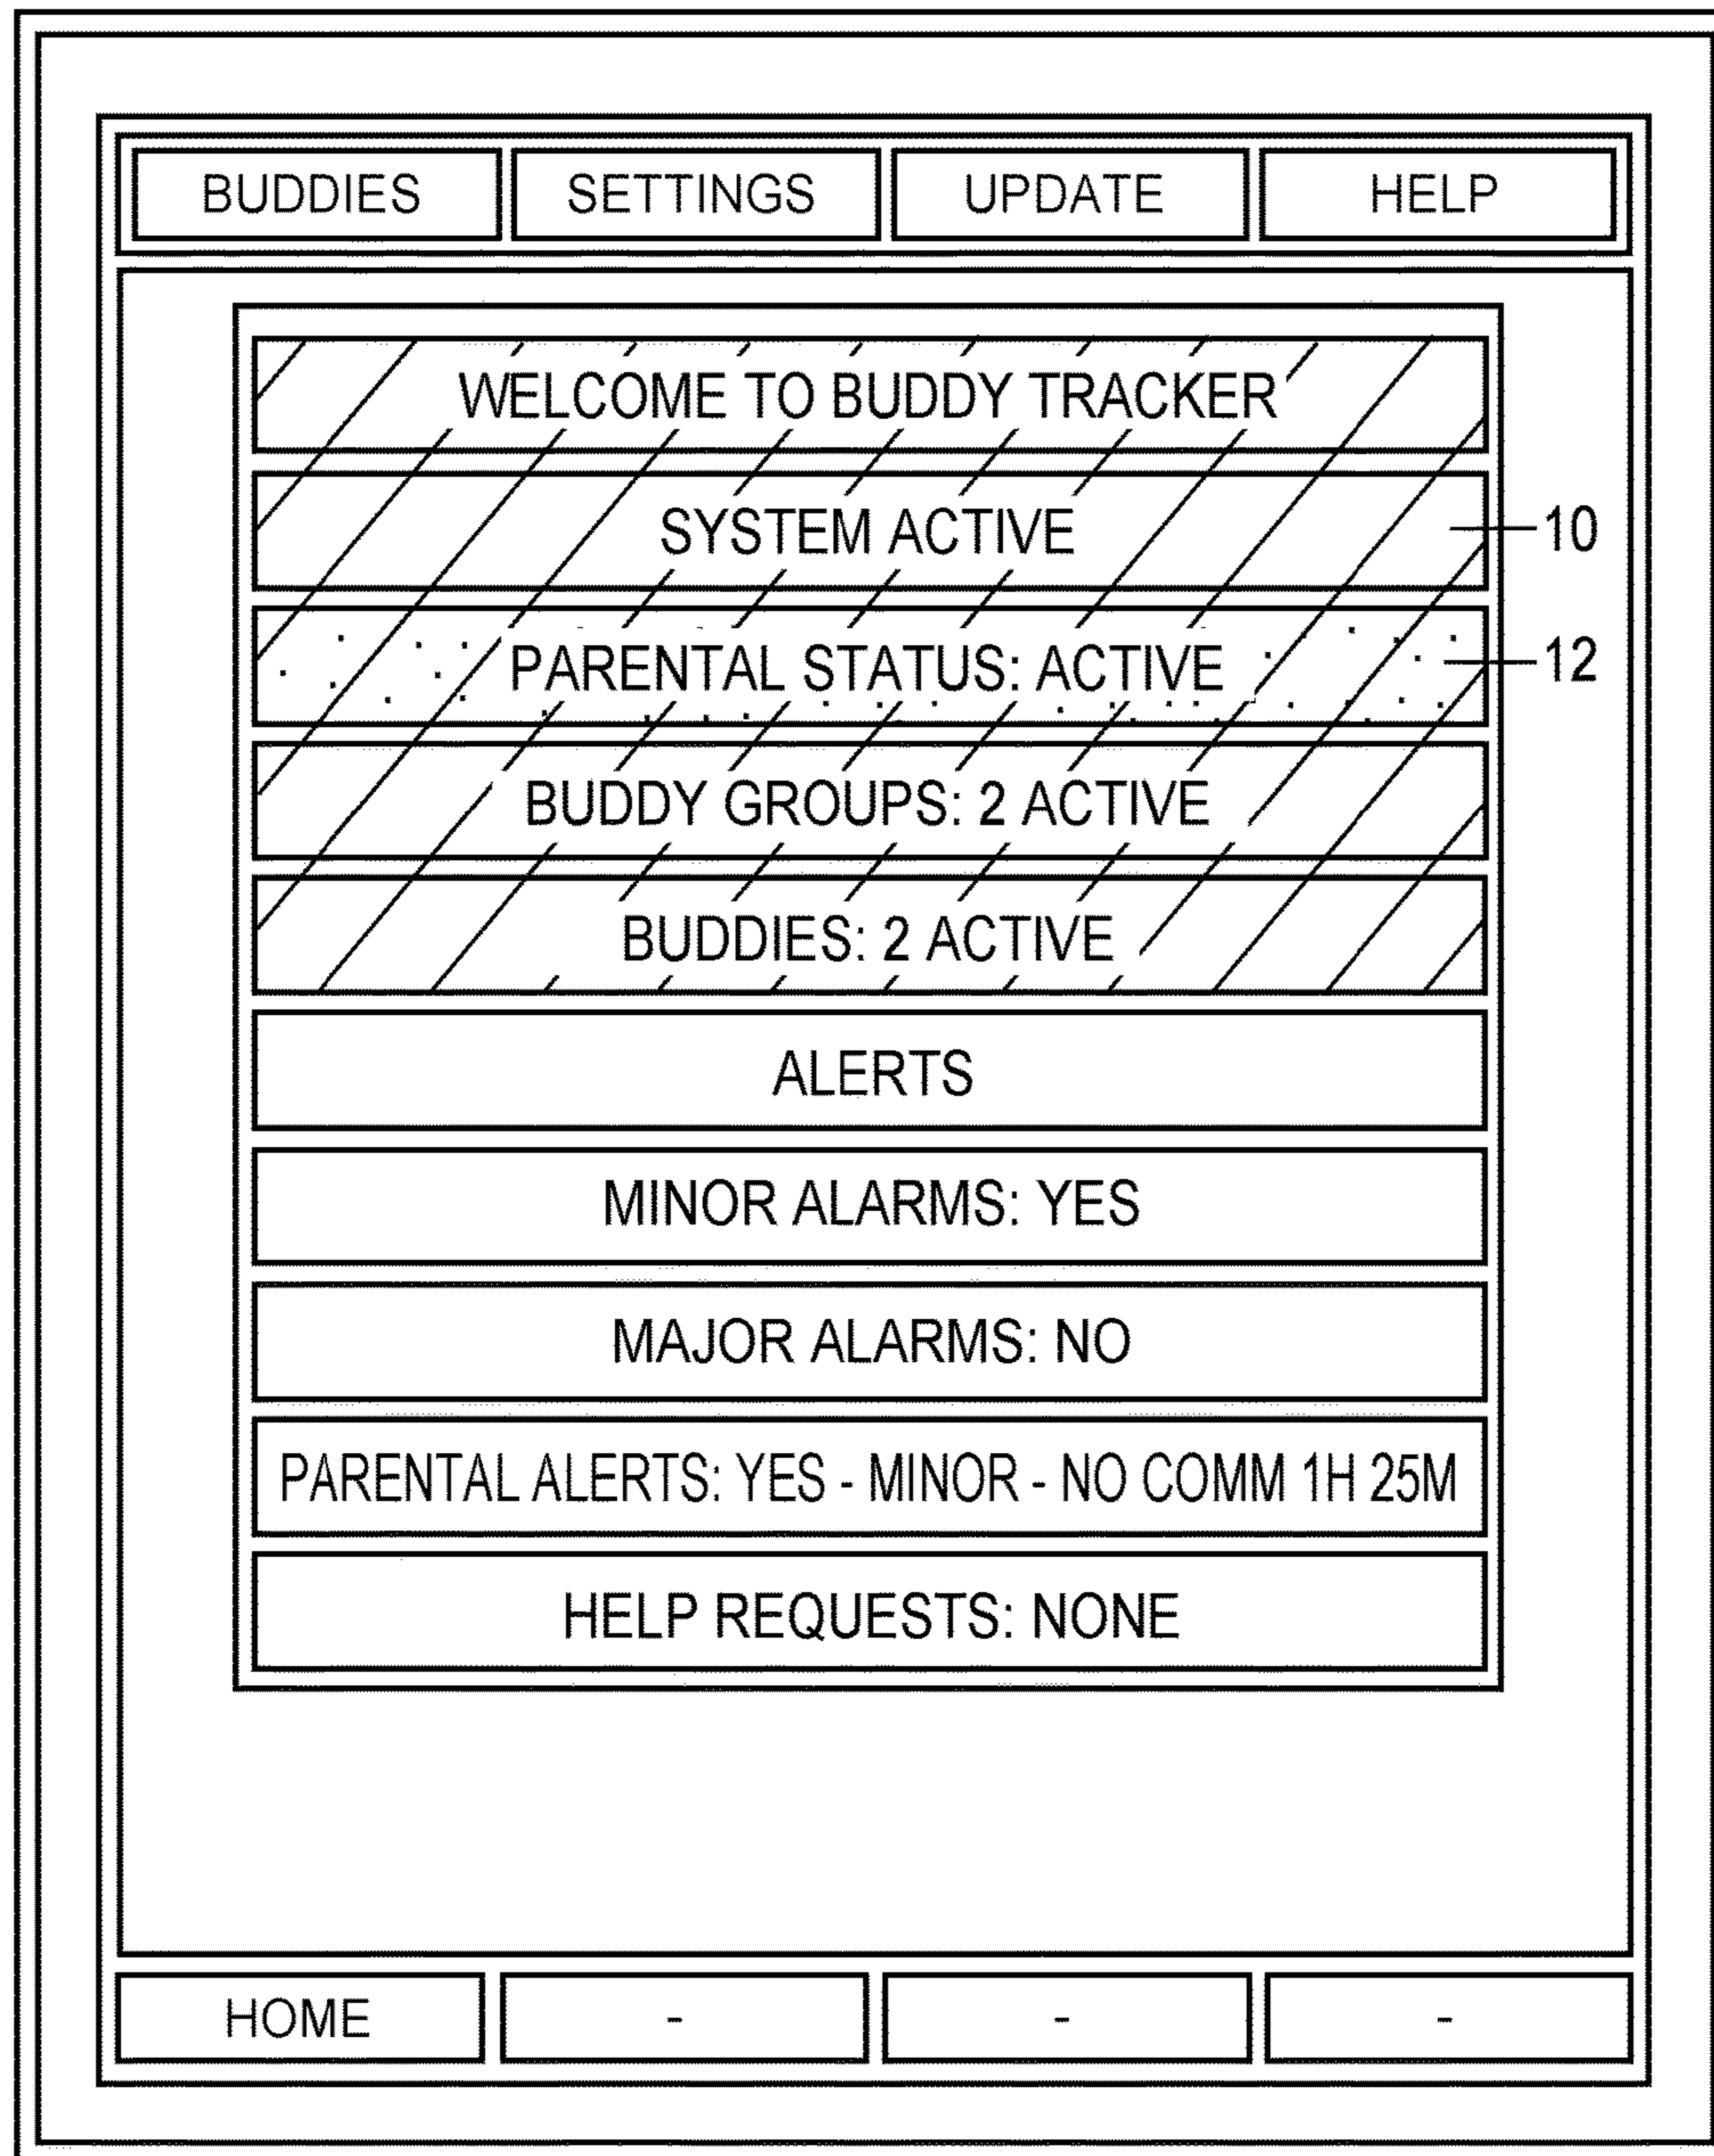 BUDDIES SETTINGS UPDATE HELP
WELCOME TO BUDDY TRACKER
SYSTEM ACTIVE 10
PARENTAL STATUS: ACTIVE 12
BUDDY GROUPS: 2 ACTIVE
BUDDIES: 2 ACTIVE
ALERTS
MINOR ALARMS: YES
MAJOR ALARMS: NO
PARENTAL ALERTS: YES - MINOR - NO COMM 1H 25M
HELP REQUESTS: NONE
HOME - - -